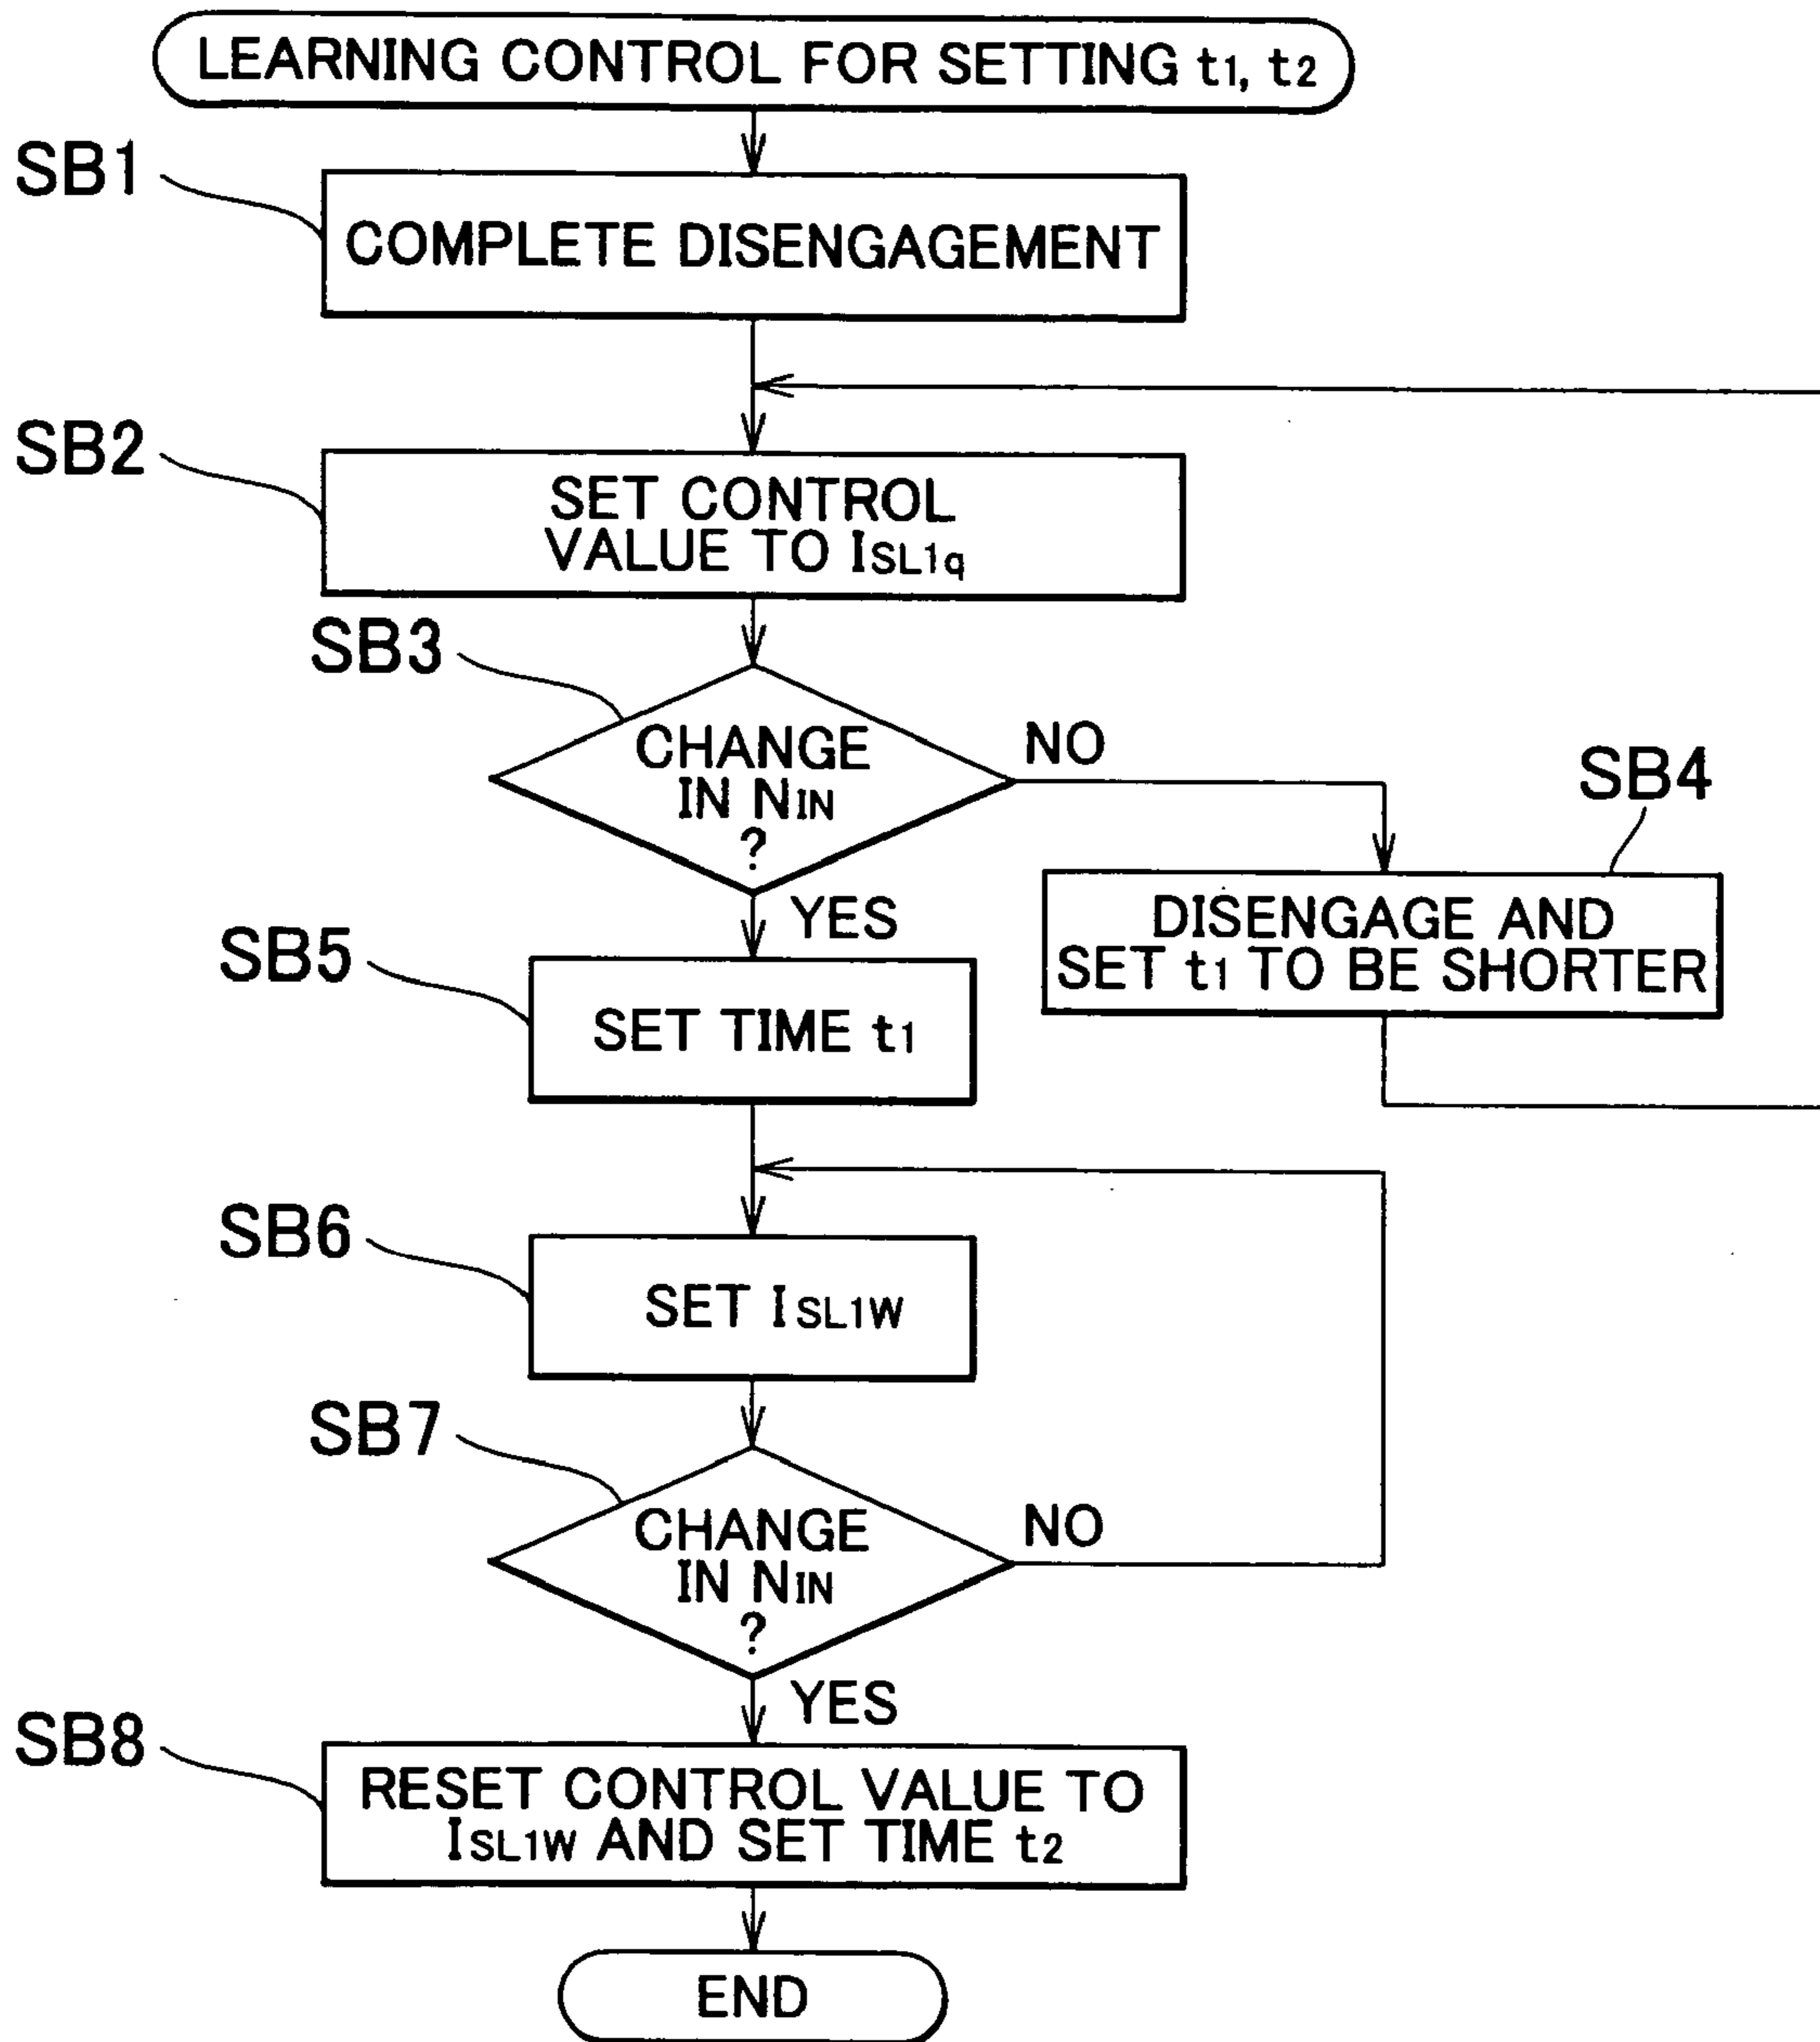 LEARNING CONTROL FOR SETTING t1, t2
SB1
COMPLETE DISENGAGEMENT
SB2
SET CONTROL
VALUE TO ISL1q
SB3
CHANGE
IN NIN
?
NO
YES
SB4
DISENGAGE AND
SET t1 TO BE SHORTER
SB5
SET TIME t1
SB6
SET ISL1W
SB7
CHANGE
IN NIN
?
NO
YES
SB8
RESET CONTROL VALUE TO
ISL1W AND SET TIME t2
END